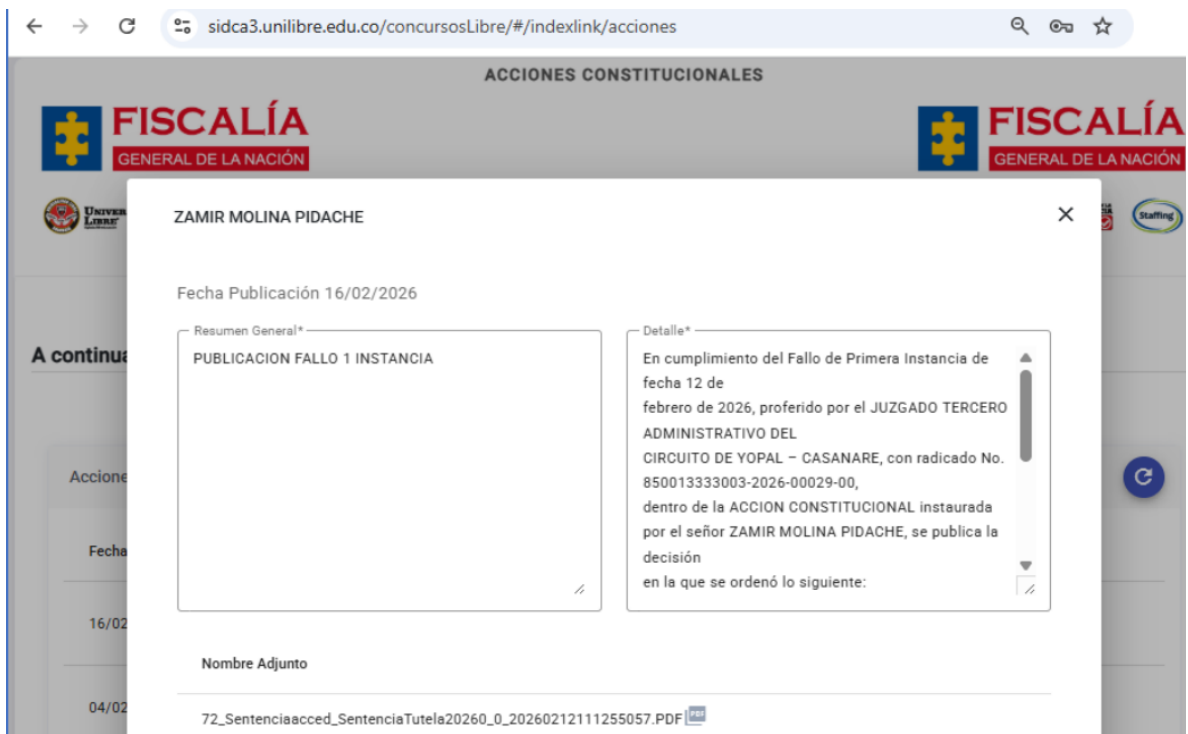 sidca3.unilibre.edu.co/concursosLibre/#/indexlink/acciones
ACCIONES CONSTITUCIONALES
FISCALÍA
GENERAL DE LA NACIÓN
FISCALÍA
GENERAL DE LA NACIÓN
UNIVER
LIBRE
Staffing
ZAMIR MOLINA PIDACHE
Fecha Publicación 16/02/2026
Resumen General*
PUBLICACION FALLO 1 INSTANCIA
Detalle*
En cumplimiento del Fallo de Primera Instancia de
fecha 12 de
febrero de 2026, proferido por el JUZGADO TERCERO
ADMINISTRATIVO DEL
CIRCUITO DE YOPAL – CASANARE, con radicado No.
850013333003-2026-00029-00,
dentro de la ACCION CONSTITUCIONAL instaurada
por el señor ZAMIR MOLINA PIDACHE, se publica la
decisión
en la que se ordenó lo siguiente:
A continua
Accione
Fecha
16/02
04/02
Nombre Adjunto
72_Sentenciaacced_SentenciaTutela20260_0_20260212111255057.PDF
PDF